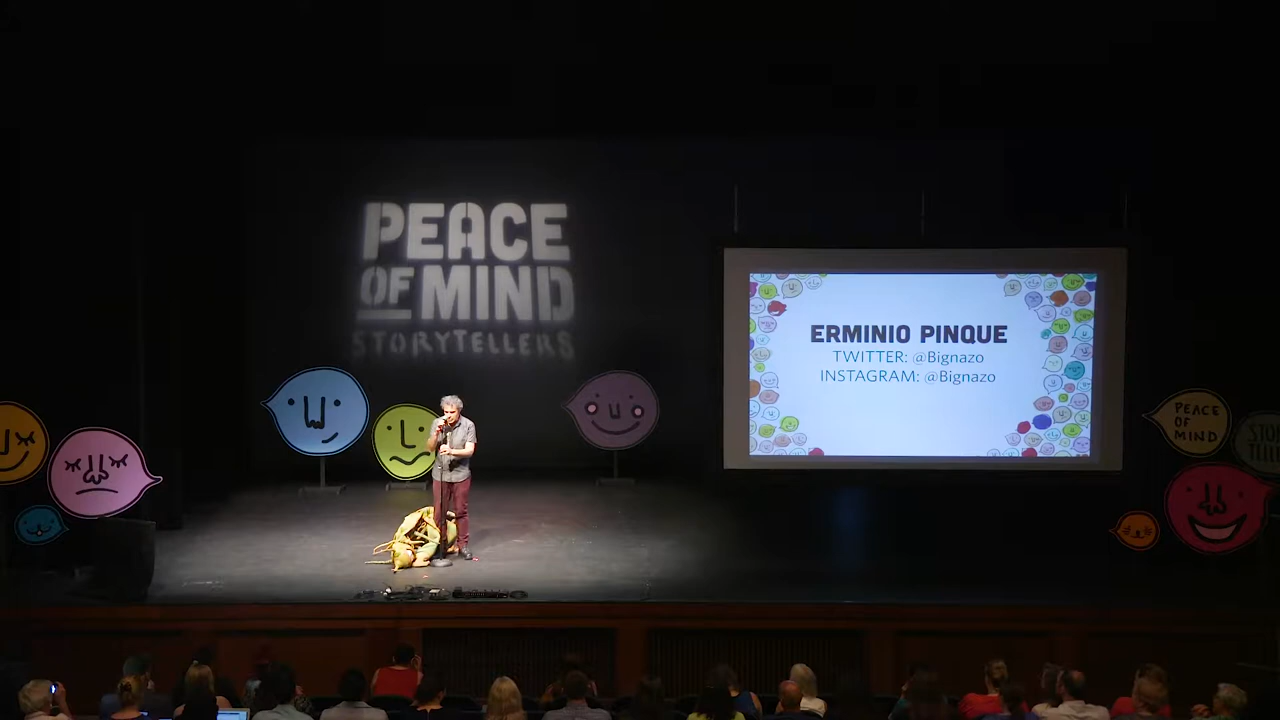 PEACE
OF MIND
STORYTELLERS
ERMINIO PINQUE
TWITTER: @Bignazo
INSTAGRAM: @Bignazo
PEACE
OF
MIND